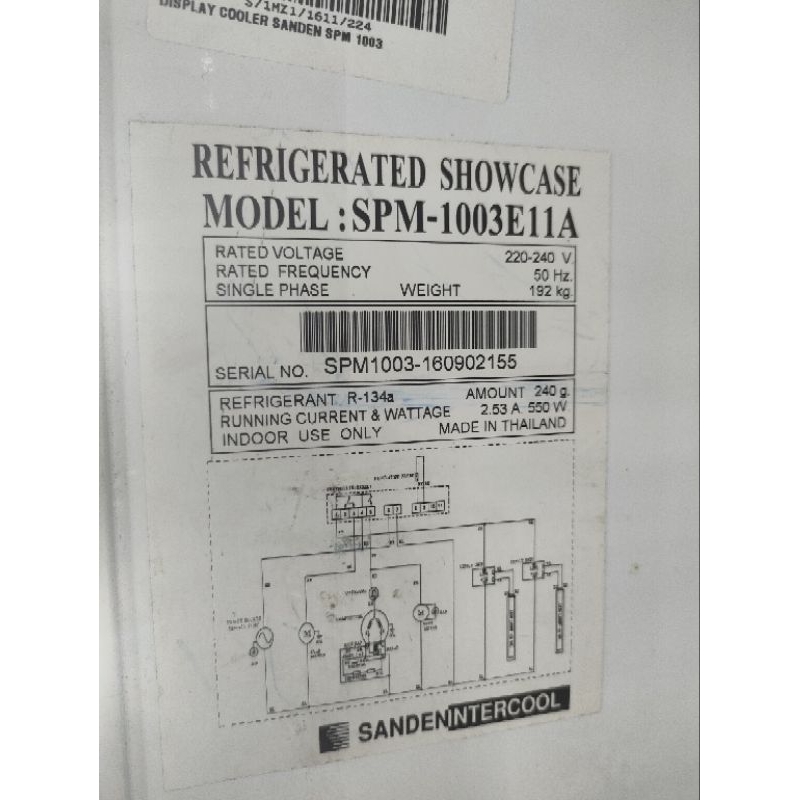 S/1MZ1/1611/224
DISPLAY COOLER SANDEN SPM 1003
REFRIGERATED SHOWCASE
MODEL : SPM-1003E11A
RATED VOLTAGE 220-240 V.
RATED FREQUENCY 50 Hz.
SINGLE PHASE WEIGHT 192 kg.
SERIAL NO. SPM1003-160902155
REFRIGERANT R-134a AMOUNT 240 g.
RUNNING CURRENT & WATTAGE 2.53 A. 550 W.
INDOOR USE ONLY MADE IN THAILAND
SANDENINTERCOOL